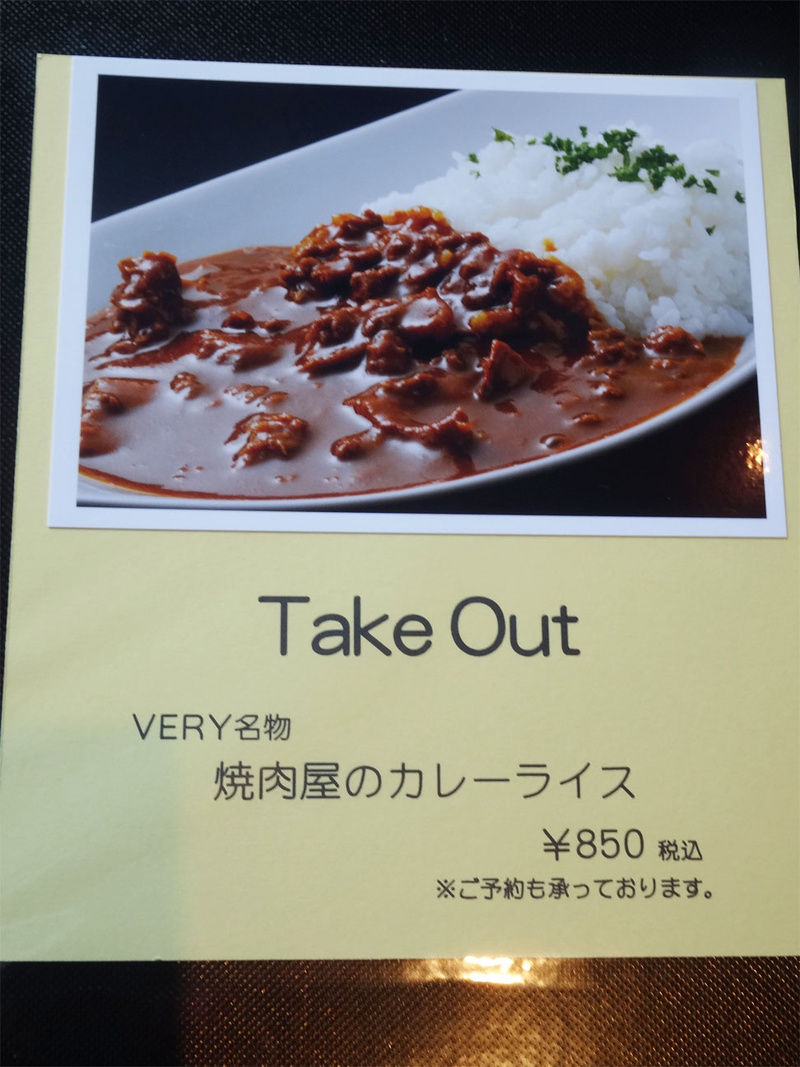 Take Out
VERY名物
焼肉屋のカレーライス
¥850 税込
※ご予約も承っております。